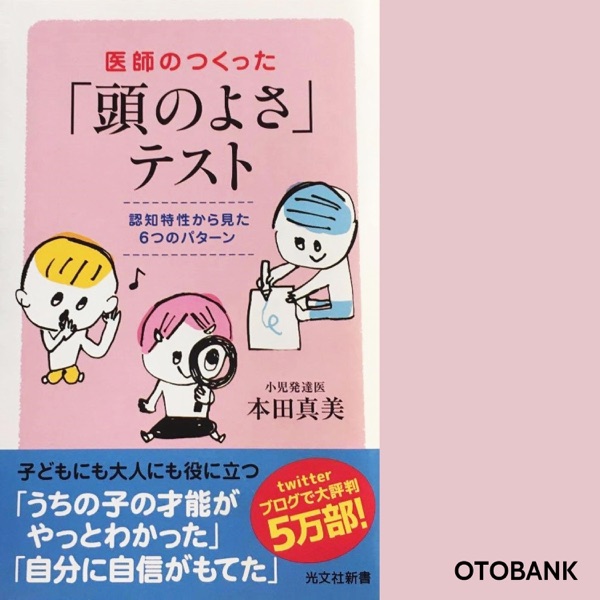 医師のつくった
「頭のよさ」
テスト
認知特性から見た
6つのパターン
小児発達医
本田真美
子どもにも大人にも役に立つ
「うちの子の才能が
やっとわかった」
「自分に自信がもてた」
twitter
ブログで大評判
5万部!
光文社新書
OTOBANK